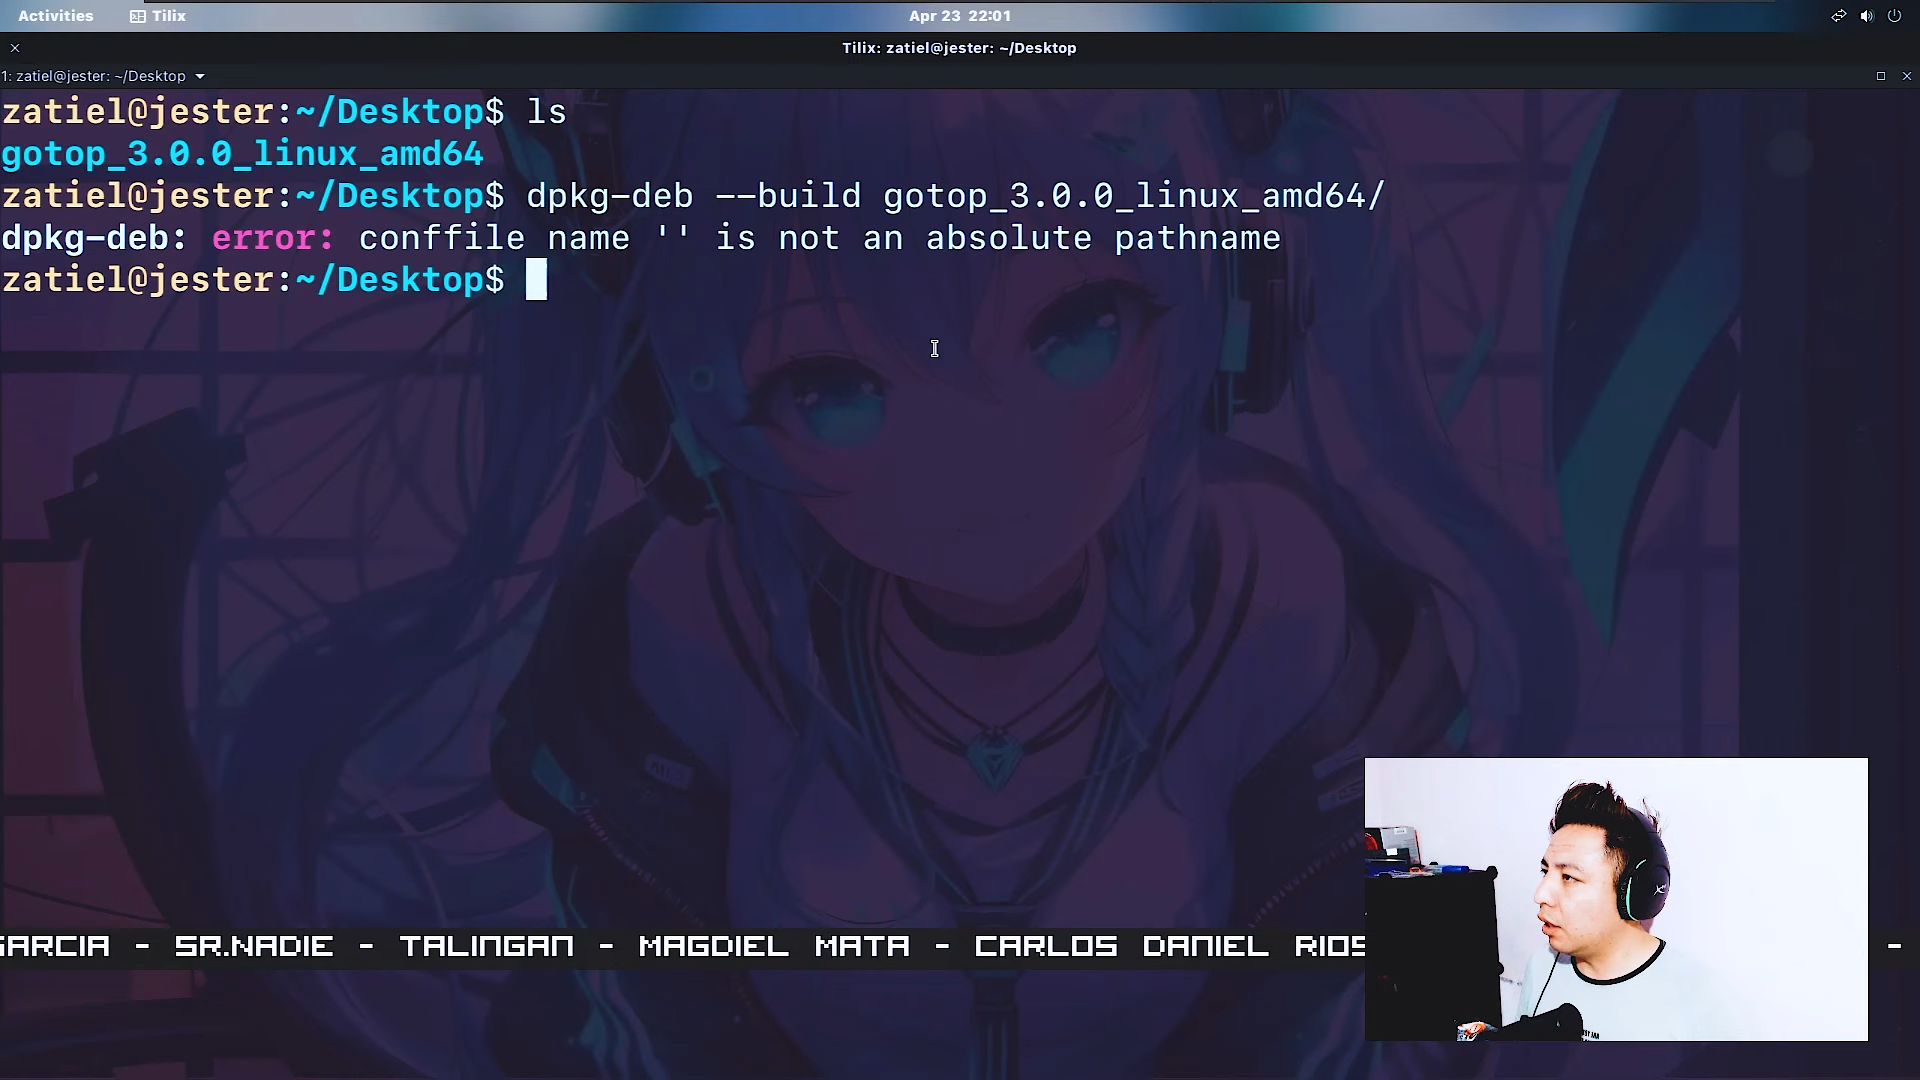 Activities Tilix Apr 23 22:01
Tilix: zatiel@jester: ~/Desktop
1: zatiel@jester: ~/Desktop
zatiel@jester:~/Desktop$ ls
gotop_3.0.0_linux_amd64
zatiel@jester:~/Desktop$ dpkg-deb --build gotop_3.0.0_linux_amd64/
dpkg-deb: error: conffile name '' is not an absolute pathname
zatiel@jester:~/Desktop$
GARCIA - SR.NADIE - TALINGAN - MAGDIEL MATA - CARLOS DANIEL RIOS -